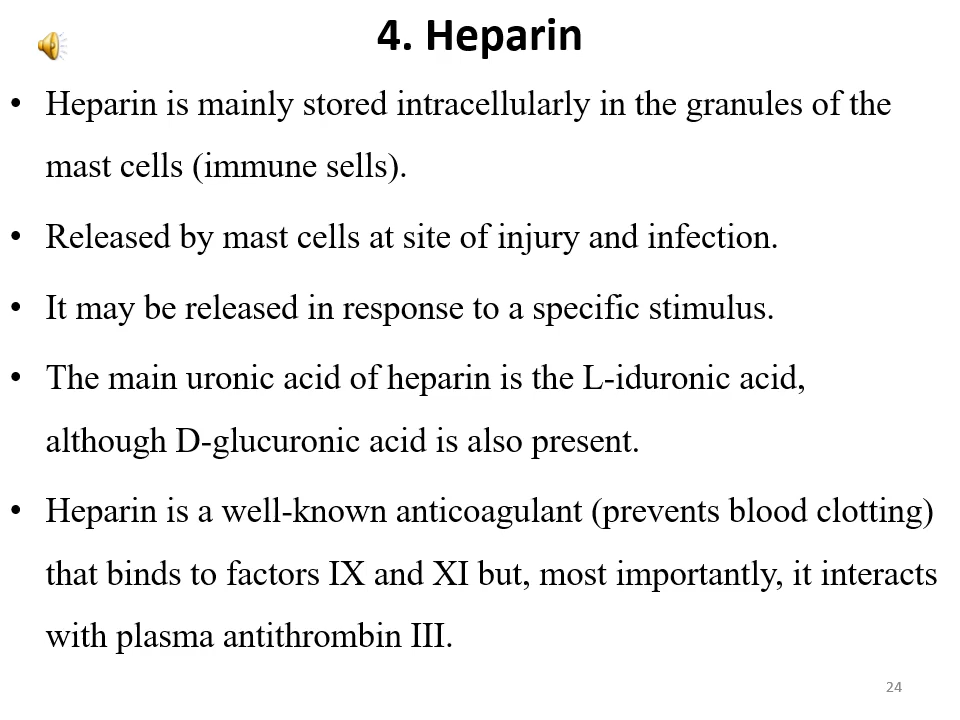 4. Heparin
• Heparin is mainly stored intracellularly in the granules of the
mast cells (immune sells).
• Released by mast cells at site of injury and infection.
• It may be released in response to a specific stimulus.
• The main uronic acid of heparin is the L-iduronic acid,
although D-glucuronic acid is also present.
• Heparin is a well-known anticoagulant (prevents blood clotting)
that binds to factors IX and XI but, most importantly, it interacts
with plasma antithrombin III.
24